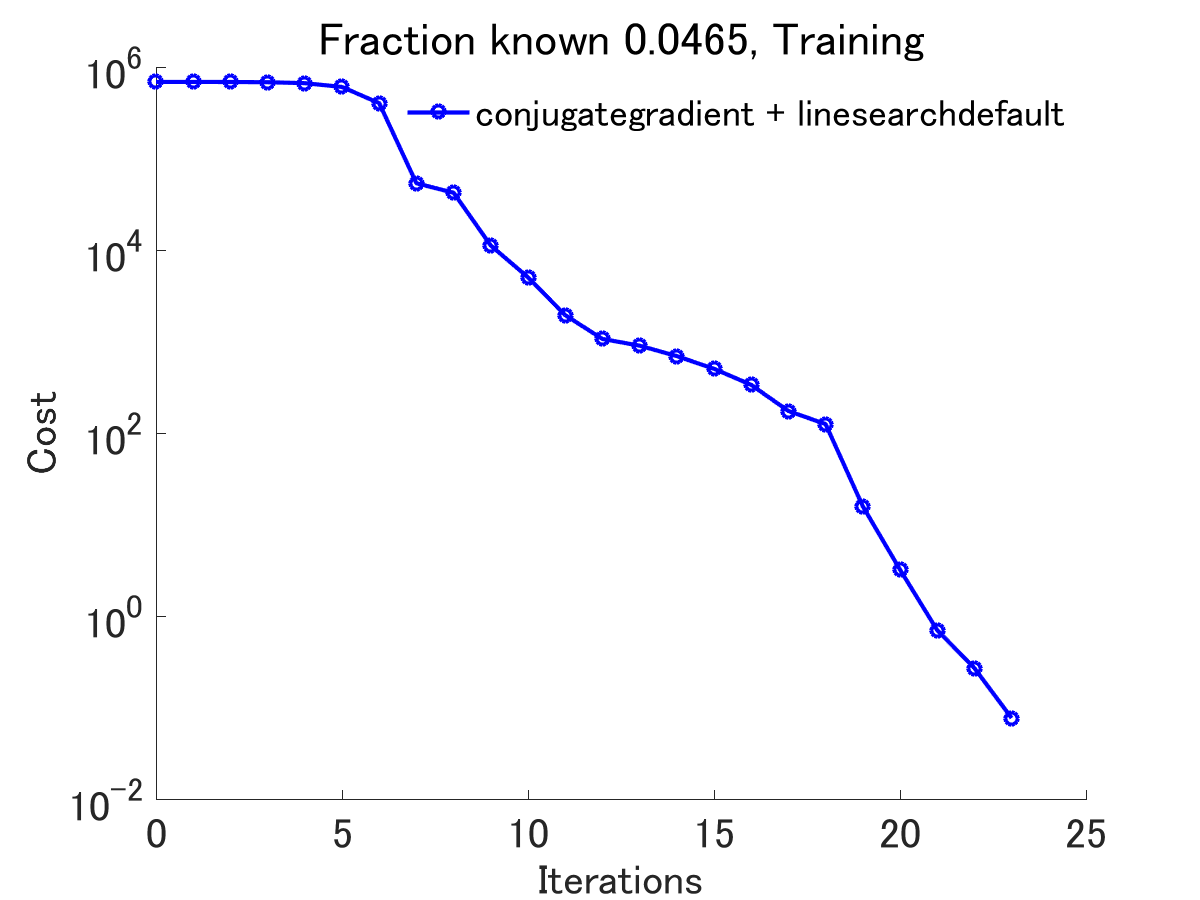 Fraction known 0.0465, Training
conjugategradient + linesearchdefault
Cost
10^6
10^4
10^2
10^0
10^-2
0 5 10 15 20 25
Iterations